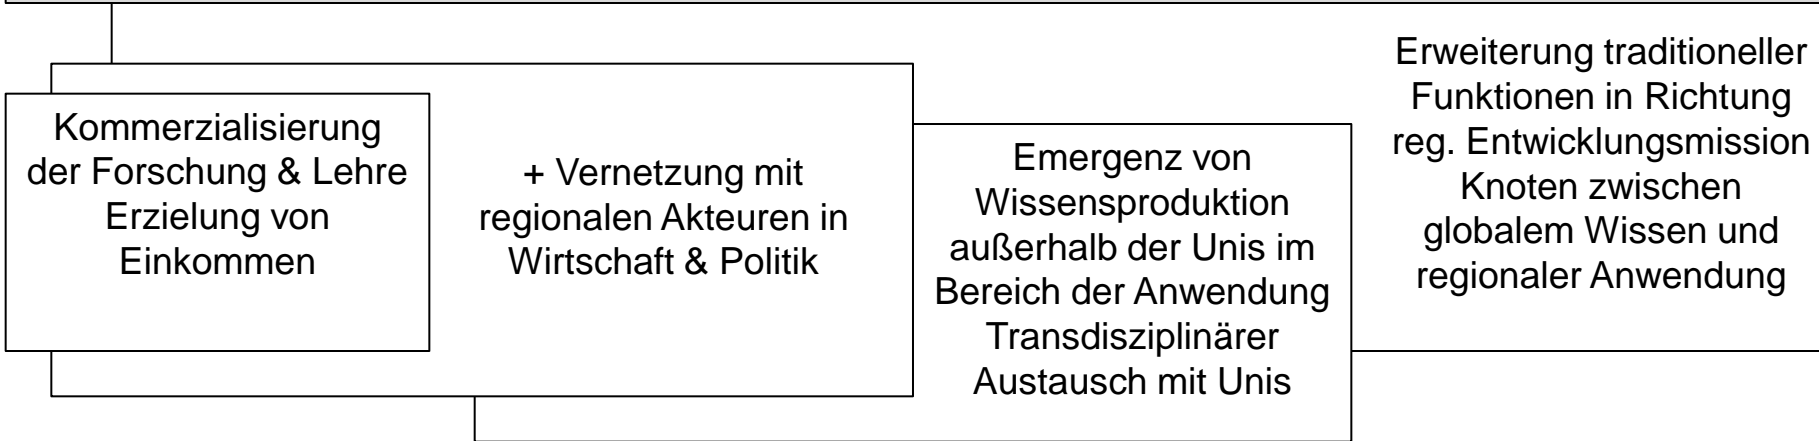 Kommerzialisierung
der Forschung & Lehre
Erzielung von
Einkommen
+ Vernetzung mit
regionalen Akteuren in
Wirtschaft & Politik
Emergenz von
Wissensproduktion
außerhalb der Unis im
Bereich der Anwendung
Transdisziplinärer
Austausch mit Unis
Erweiterung traditioneller
Funktionen in Richtung
reg. Entwicklungsmission
Knoten zwischen
globalem Wissen und
regionaler Anwendung